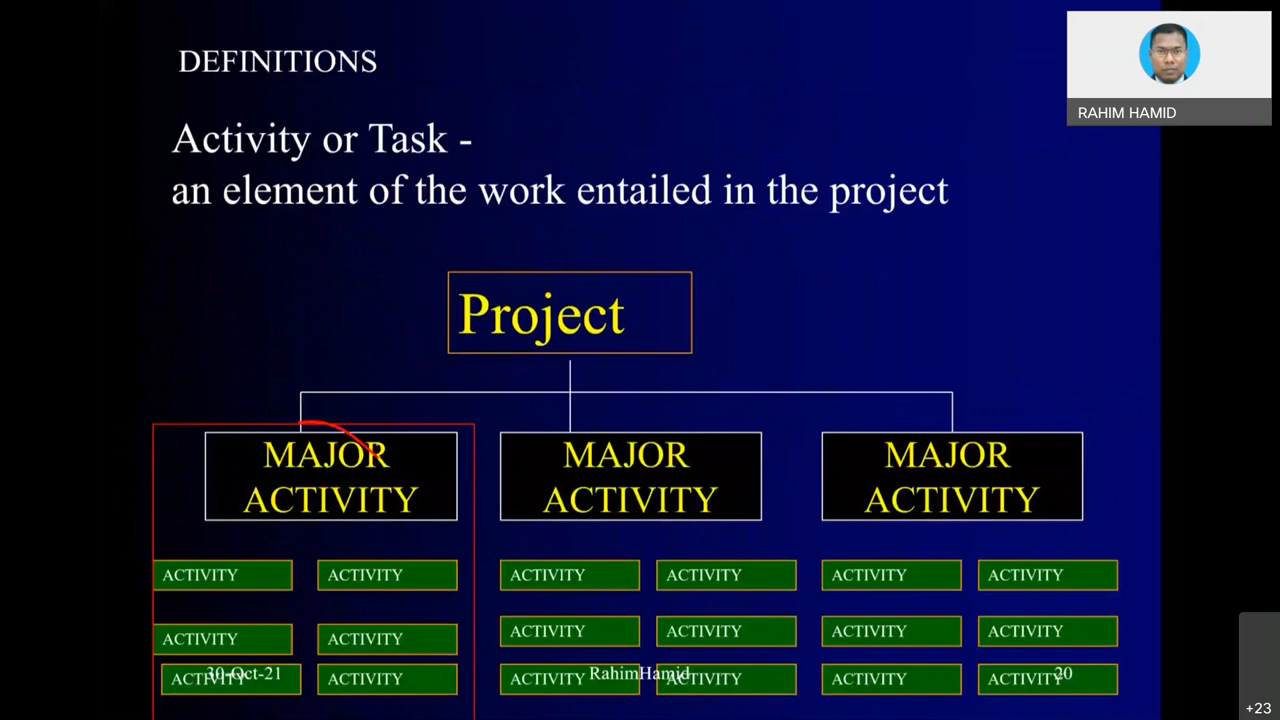 DEFINITIONS
RAHIM HAMID
Activity or Task -
an element of the work entailed in the project
Project
MAJOR ACTIVITY
MAJOR ACTIVITY
MAJOR ACTIVITY
ACTIVITY ACTIVITY ACTIVITY ACTIVITY ACTIVITY ACTIVITY
ACTIVITY ACTIVITY ACTIVITY ACTIVITY ACTIVITY ACTIVITY
ACTIVITY ACTIVITY ACTIVITY ACTIVITY ACTIVITY ACTIVITY
30-Oct-21 RahimHamid 20
+23